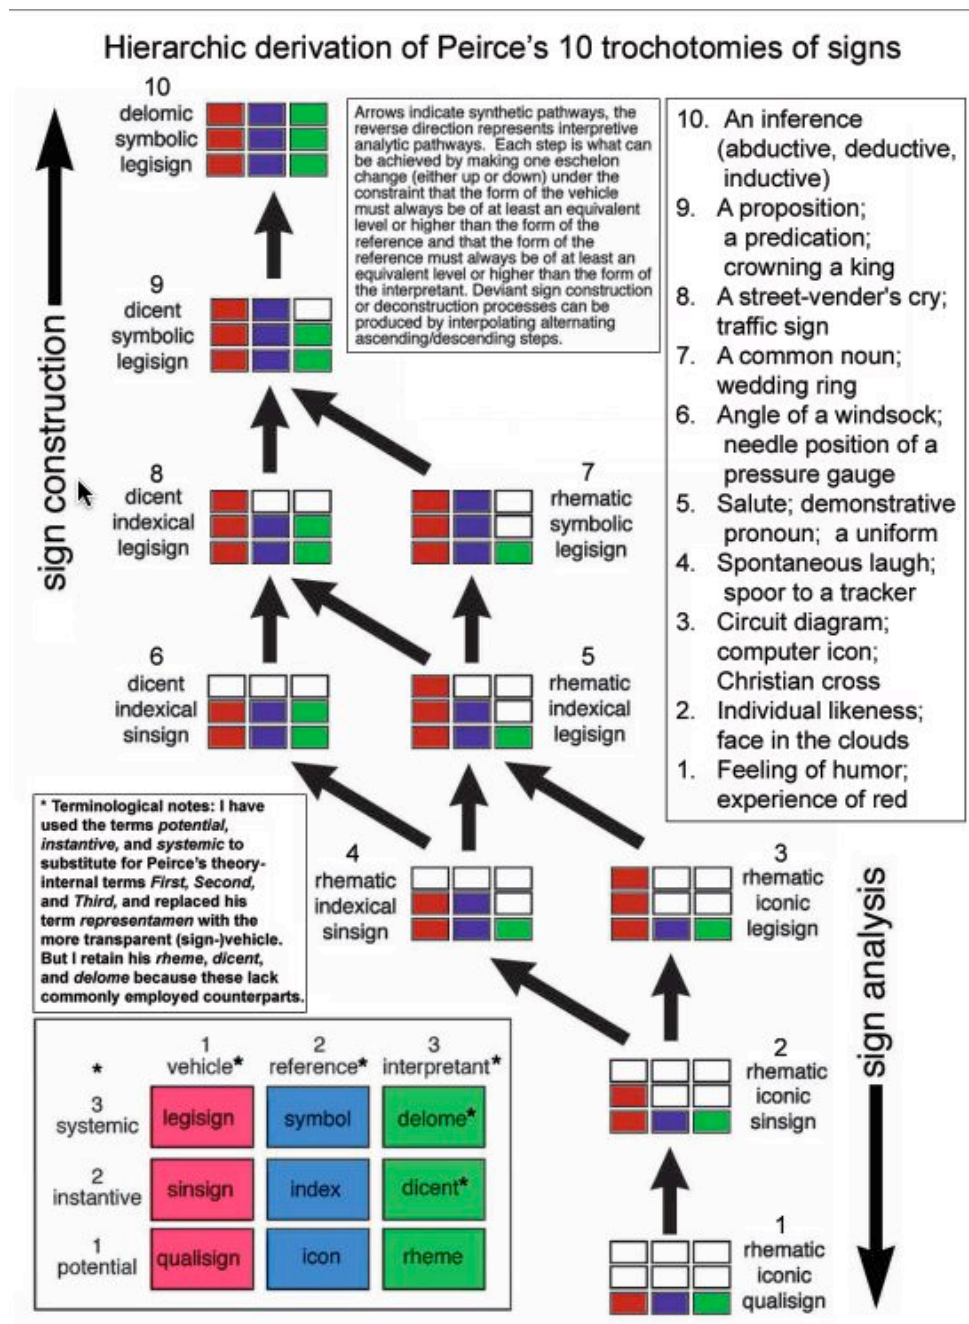 Hierarchic derivation of Peirce's 10 trochotomies of signs
10
delomic
symbolic
legisign
Arrows indicate synthetic pathways, the
reverse direction represents interpretive
analytic pathways. Each step is what can
be achieved by making one eschelon
change (either up or down) under the
constraint that the form of the vehicle
must always be of at least an equivalent
level or higher than the form of the
reference and that the form of the
reference must always be of at least an
equivalent level or higher than the form of
the interpretant. Deviant sign construction
or deconstruction processes can be
produced by interpolating alternating
ascending/descending steps.
10. An inference
(abductive, deductive,
inductive)
9. A proposition;
a predication;
crowning a king
8. A street-vender's cry;
traffic sign
7. A common noun;
wedding ring
6. Angle of a windsock;
needle position of a
pressure gauge
5. Salute; demonstrative
pronoun; a uniform
4. Spontaneous laugh;
spoor to a tracker
3. Circuit diagram;
computer icon;
Christian cross
2. Individual likeness;
face in the clouds
1. Feeling of humor;
experience of red
sign construction
9
dicent
symbolic
legisign
8
dicent
indexical
legisign
7
rhematic
symbolic
legisign
6
dicent
indexical
sinsign
5
rhematic
indexical
legisign
* Terminological notes: I have
used the terms potential,
instantive, and systemic to
substitute for Peirce's theory-
internal terms First, Second,
and Third, and replaced his
term representamen with the
more transparent (sign-)vehicle.
But I retain his rheme, dicent,
and delome because these lack
commonly employed counterparts.
4
rhematic
indexical
sinsign
3
rhematic
iconic
legisign
sign analysis
2
rhematic
iconic
sinsign
1
rhematic
iconic
qualisign
1 2 3
* vehicle* reference* interpretant*
3
systemic
legisign symbol delome*
2
instantive
sinsign index dicent*
1
potential
qualisign icon rheme